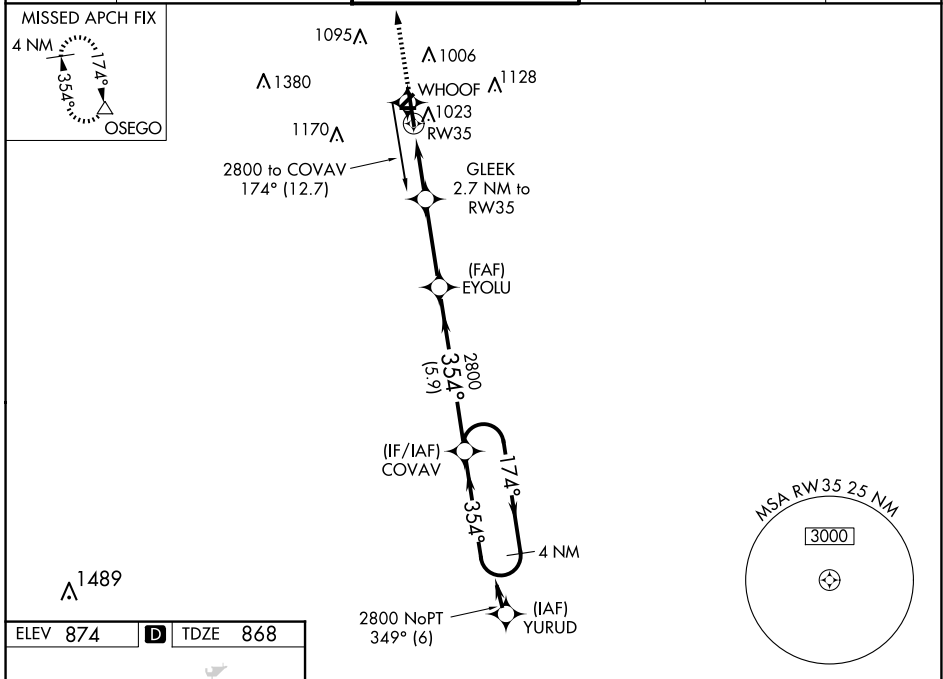 MISSED APCH FIX
4 NM
354°
174°
OSEGO
1095
1006
1380
WHOOF
1128
1023
1170
RW35
2800 to COVAV
174° (12.7)
GLEEK
2.7 NM to
RW35
(FAF)
EYOLU
2800
354°
(5.9)
(IF/IAF)
COVAV
174°
354°
4 NM
MSA RW35 25 NM
3000
1489
2800 NoPT
349° (6)
(IAF)
YURUD
ELEV 874 D TDZE 868